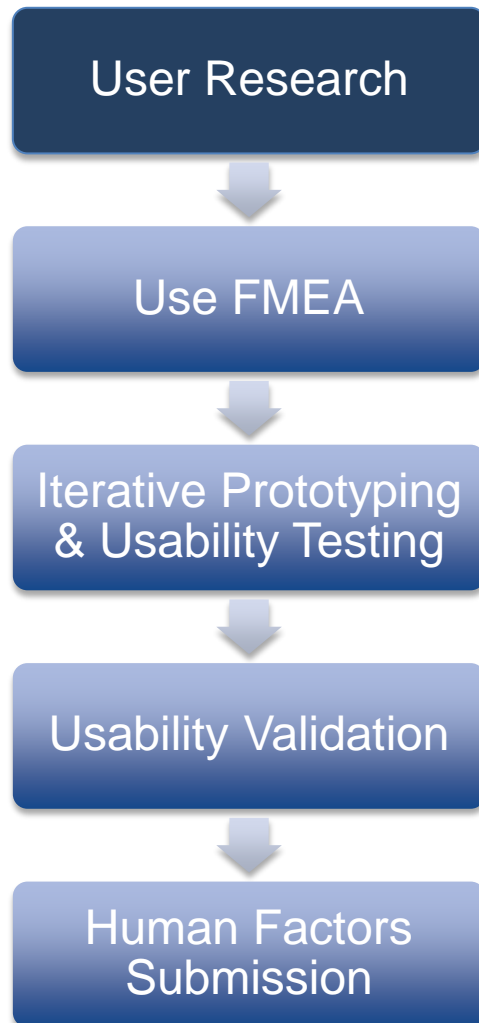 User Research
Use FMEA
Iterative Prototyping
& Usability Testing
Usability Validation
Human Factors
Submission